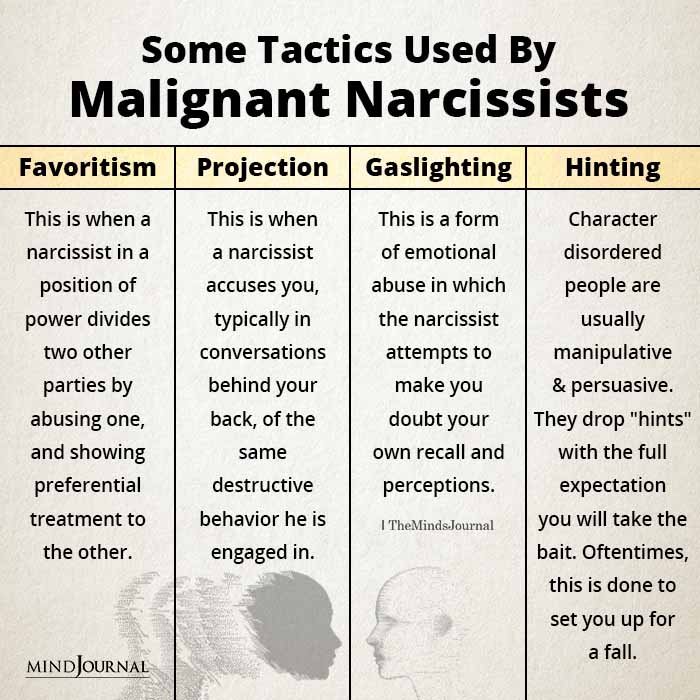 Some Tactics Used By
Malignant Narcissists
Favoritism
This is when a
narcissist in a
position of
power divides
two other
parties by
abusing one,
and showing
preferential
treatment to
the other.
Projection
This is when
a narcissist
accuses you,
typically in
conversations
behind your
back, of the
same
destructive
behavior he is
engaged in.
Gaslighting
This is a form
of emotional
abuse in which
the narcissist
attempts to
make you
doubt your
own recall and
perceptions.
| TheMindsJournal
Hinting
Character
disordered
people are
usually
manipulative
& persuasive.
They drop "hints"
with the full
expectation
you will take the
bait. Oftentimes,
this is done to
set you up for
a fall.
MINDJOURNAL